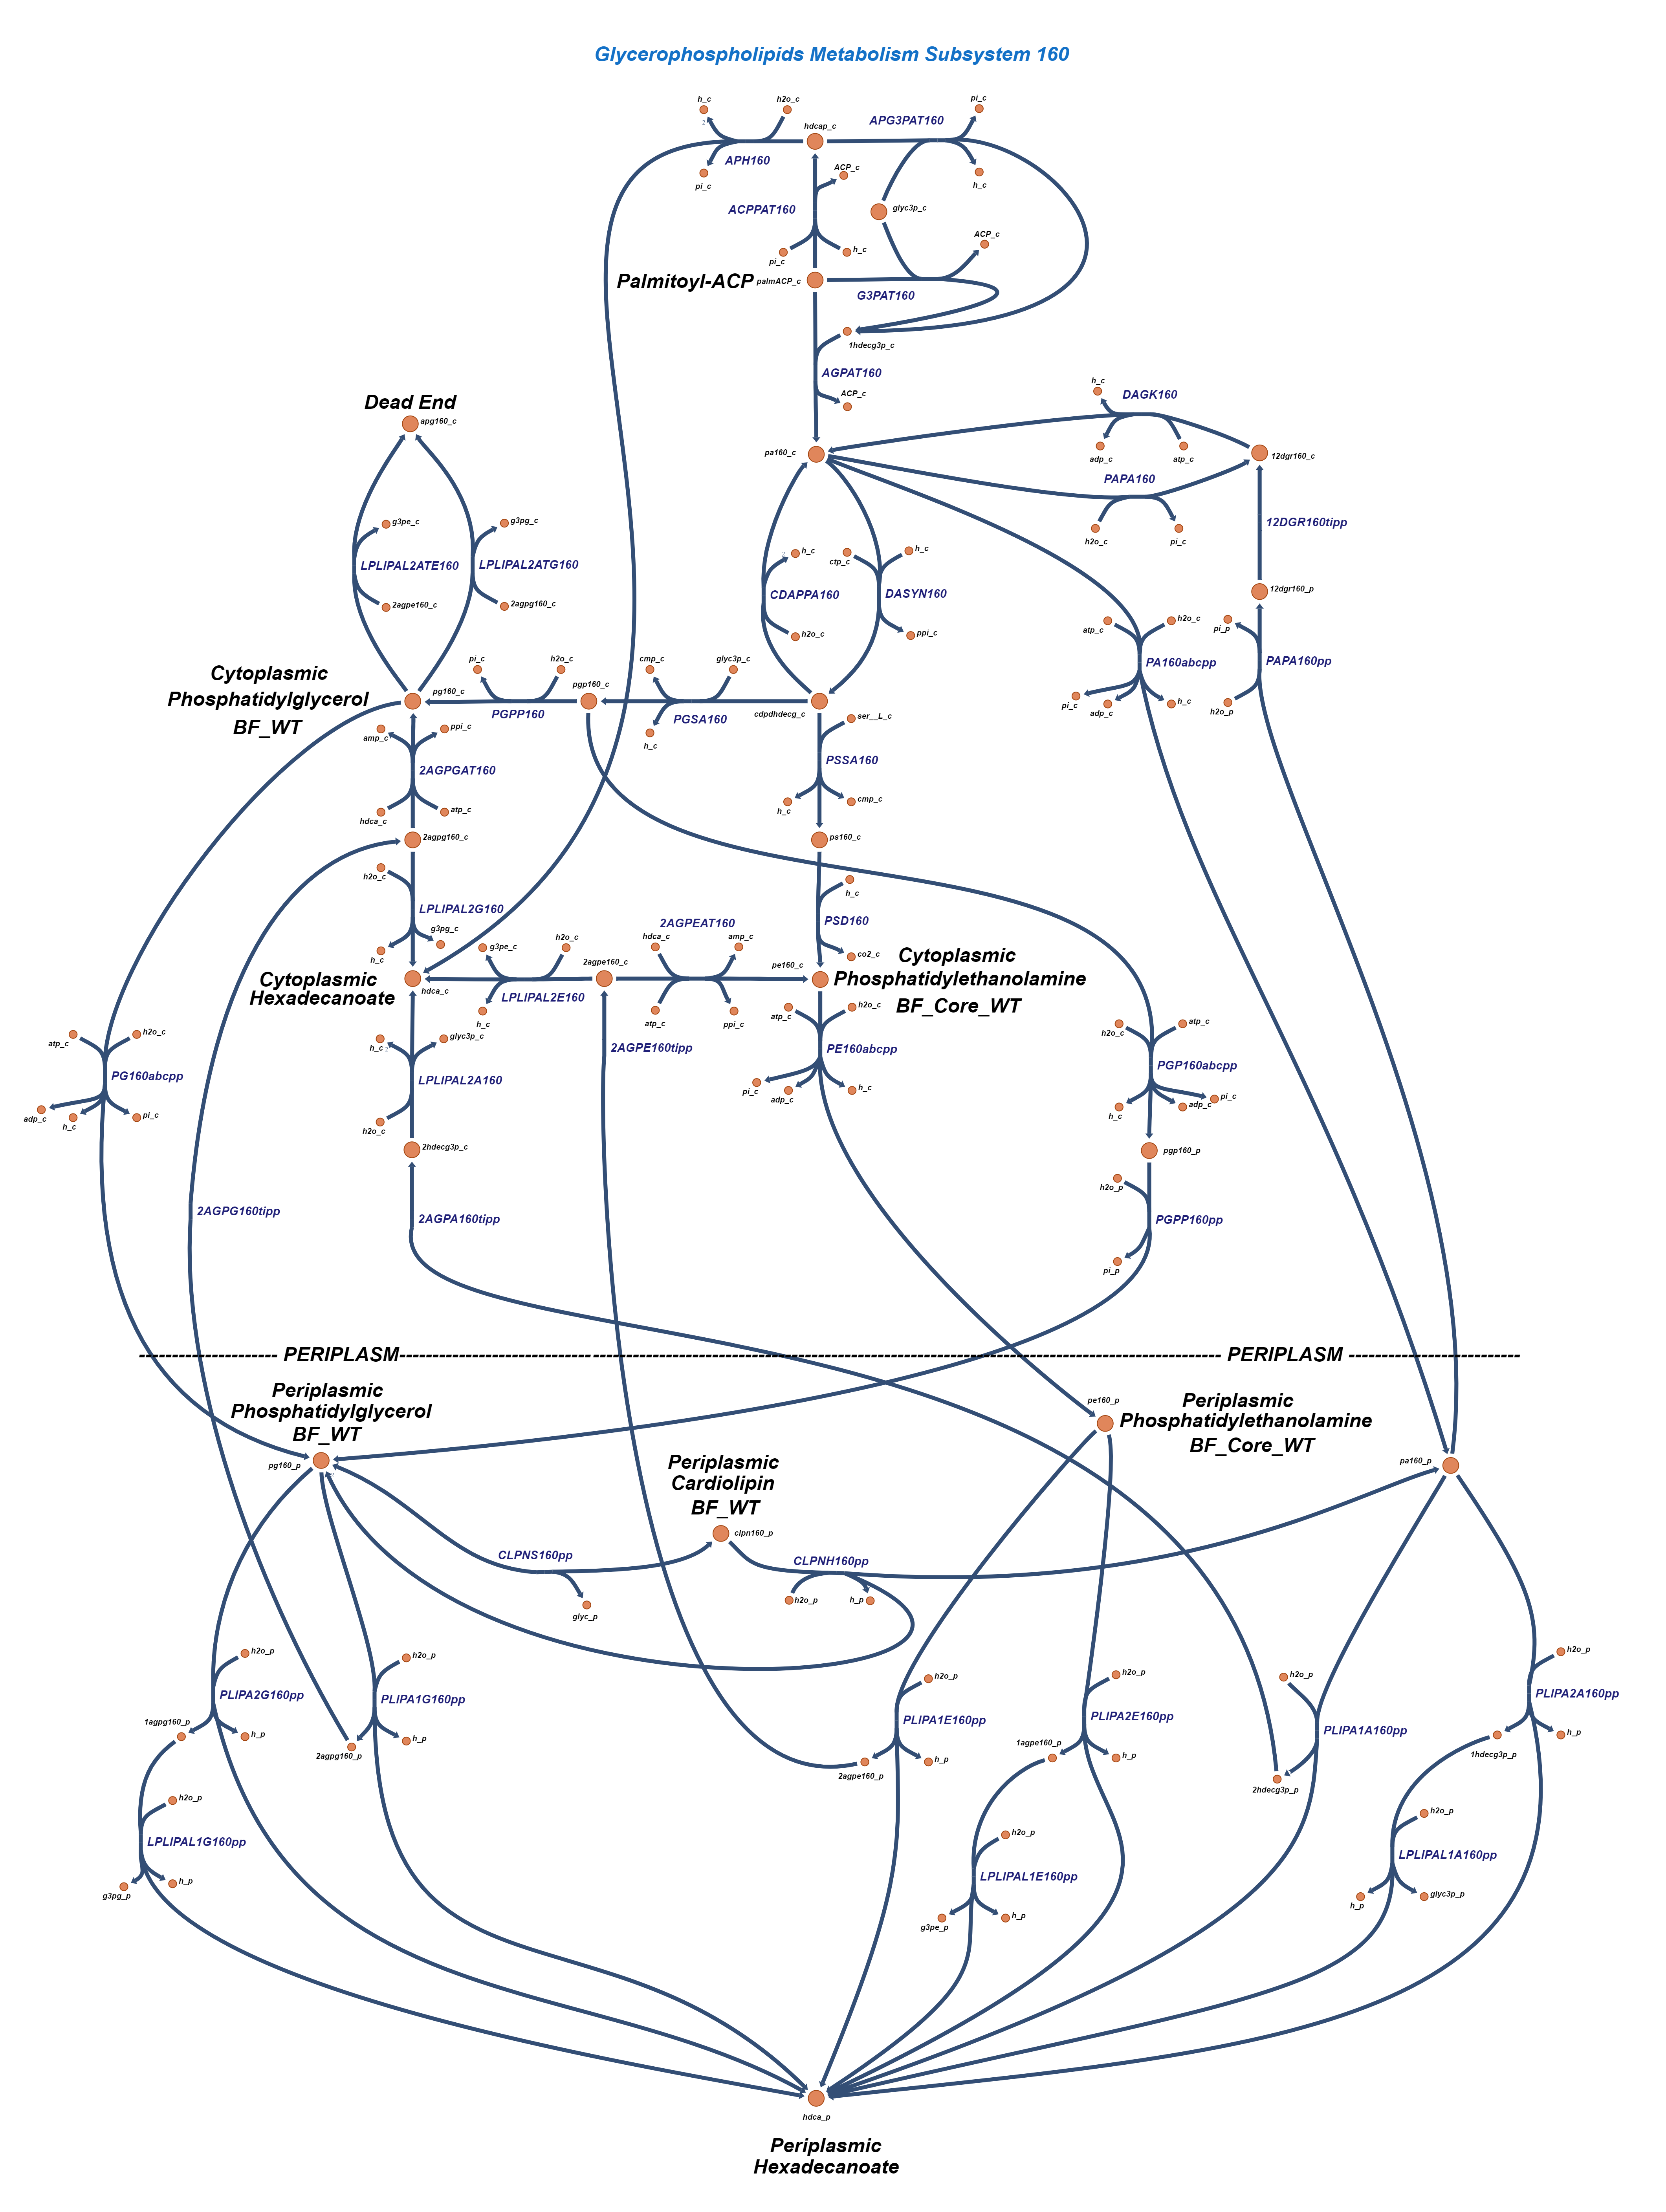 Glycerophospholipids Metabolism Subsystem 160
h_c
h2o_c
pi_c
hdcap_c
APG3PAT160
2
APH160
pi_c
h_c
ACP_c
ACPPAT160
glyc3p_c
ACP_c
pi_c
h_c
Palmitoyl-ACP
palmACP_c
G3PAT160
1hdecg3p_c
AGPAT160
ACP_c
h_c
DAGK160
Dead End
apg160_c
adp_c
atp_c
pa160_c
12dgr160_c
PAPA160
g3pe_c
g3pg_c
h2o_c
pi_c
12DGR160tipp
LPLIPAL2ATE160
LPLIPAL2ATG160
2
h_c
ctp_c
h_c
CDAPPA160
DASYN160
12dgr160_p
2agpe160_c
2agpg160_c
h2o_c
ppi_c
atp_c
h2o_c
pi_p
PA160abcpp
PAPA160pp
pi_c
adp_c
h_c
h2o_p
Cytoplasmic
Phosphatidylglycerol
BF_WT
pg160_c
pi_c
h2o_c
PGPP160
pgp160_c
cmp_c
glyc3p_c
PGSA160
h_c
cdpdhdecg_c
ser__L_c
amp_c
ppi_c
2AGPGAT160
PSSA160
hdca_c
atp_c
h_c
cmp_c
2agpg160_c
ps160_c
h2o_c
h_c
LPLIPAL2G160
PSD160
g3pg_c
h_c
co2_c
2AGPEAT160
Cytoplasmic
Hexadecanoate
hdca_c
g3pe_c
h2o_c
LPLIPAL2E160
h_c
2agpe160_c
hdca_c
amp_c
atp_c
ppi_c
pe160_c
Cytoplasmic
Phosphatidylethanolamine
BF_Core_WT
atp_c
h2o_c
h_c
2
glyc3p_c
2AGPE160tipp
PE160abcpp
h2o_c
atp_c
atp_c
h2o_c
PG160abcpp
LPLIPAL2A160
PGP160abcpp
pi_c
adp_c
h_c
adp_c
h_c
pi_c
h2o_c
h_c
adp_c
pi_c
2hdecg3p_c
pgp160_p
h2o_p
2AGPG160tipp
2AGPA160tipp
PGPP160pp
pi_p
PERIPLASM
PERIPLASM
Periplasmic
Phosphatidylglycerol
BF_WT
pg160_p
2
pe160_p
Periplasmic
Phosphatidylethanolamine
BF_Core_WT
pa160_p
Periplasmic
Cardiolipin
BF_WT
clpn160_p
CLPNS160pp
CLPNH160pp
glyc_p
h2o_p
h_p
h2o_p
h2o_p
h2o_p
h2o_p
h2o_p
h2o_p
PLIPA2G160pp
PLIPA1G160pp
PLIPA1E160pp
PLIPA2E160pp
PLIPA1A160pp
PLIPA2A160pp
1agpg160_p
h_p
2agpg160_p
h_p
2agpe160_p
h_p
1agpe160_p
h_p
2hdecg3p_p
1hdecg3p_p
h_p
h2o_p
LPLIPAL1G160pp
g3pg_p
h_p
h2o_p
LPLIPAL1E160pp
g3pe_p
h_p
h2o_p
LPLIPAL1A160pp
h_p
glyc3p_p
hdca_p
Periplasmic
Hexadecanoate